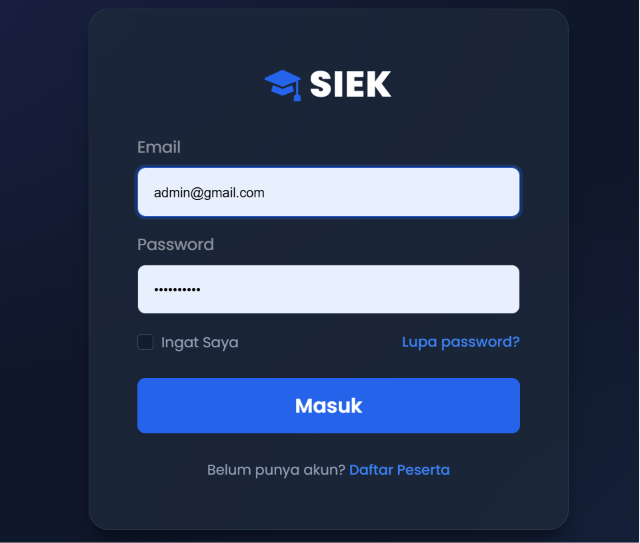 SIEK
Email
admin@gmail.com
Password
••••••••••
Ingat Saya
Lupa password?
Masuk
Belum punya akun? Daftar Peserta